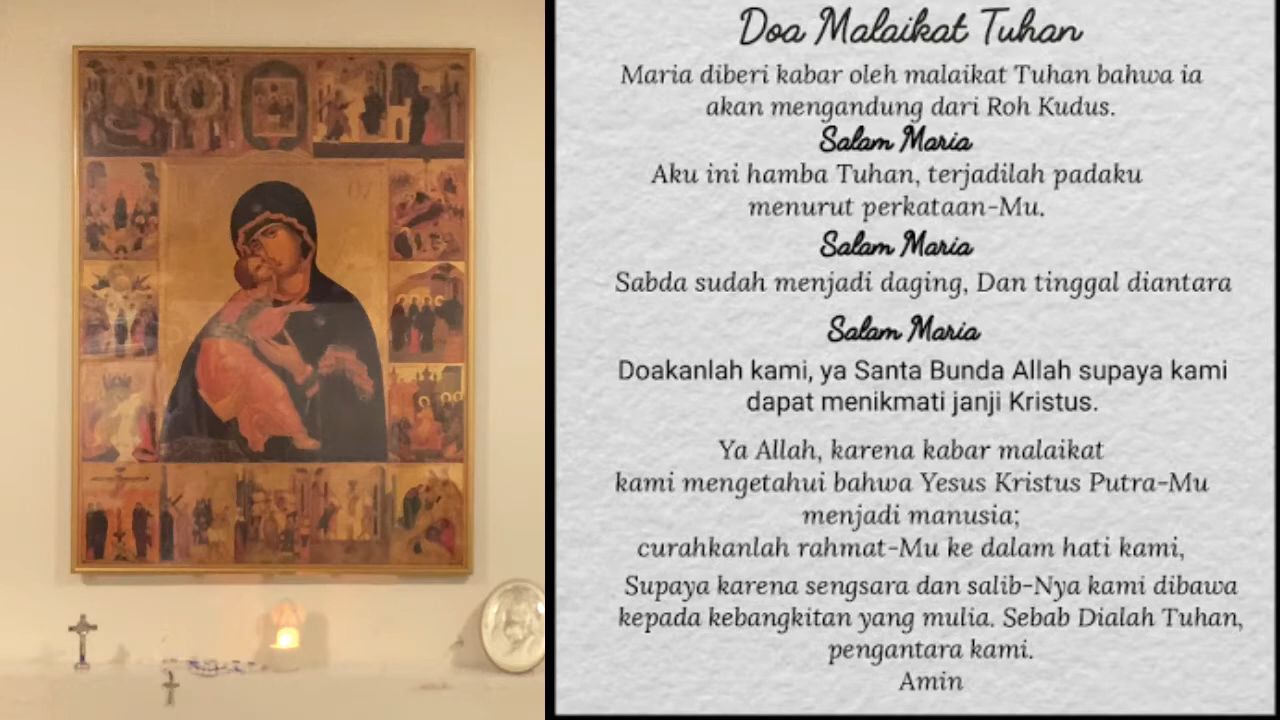 Doa Malaikat Tuhan
Maria diberi kabar oleh malaikat Tuhan bahwa ia
akan mengandung dari Roh Kudus.
Salam Maria
Aku ini hamba Tuhan, terjadilah padaku
menurut perkataan-Mu.
Salam Maria
Sabda sudah menjadi daging, Dan tinggal diantara
Salam Maria
Doakanlah kami, ya Santa Bunda Allah supaya kami
dapat menikmati janji Kristus.
Ya Allah, karena kabar malaikat
kami mengetahui bahwa Yesus Kristus Putra-Mu
menjadi manusia;
curahkanlah rahmat-Mu ke dalam hati kami,
Supaya karena sengsara dan salib-Nya kami dibawa
kepada kebangkitan yang mulia. Sebab Dialah Tuhan,
pengantara kami.
Amin